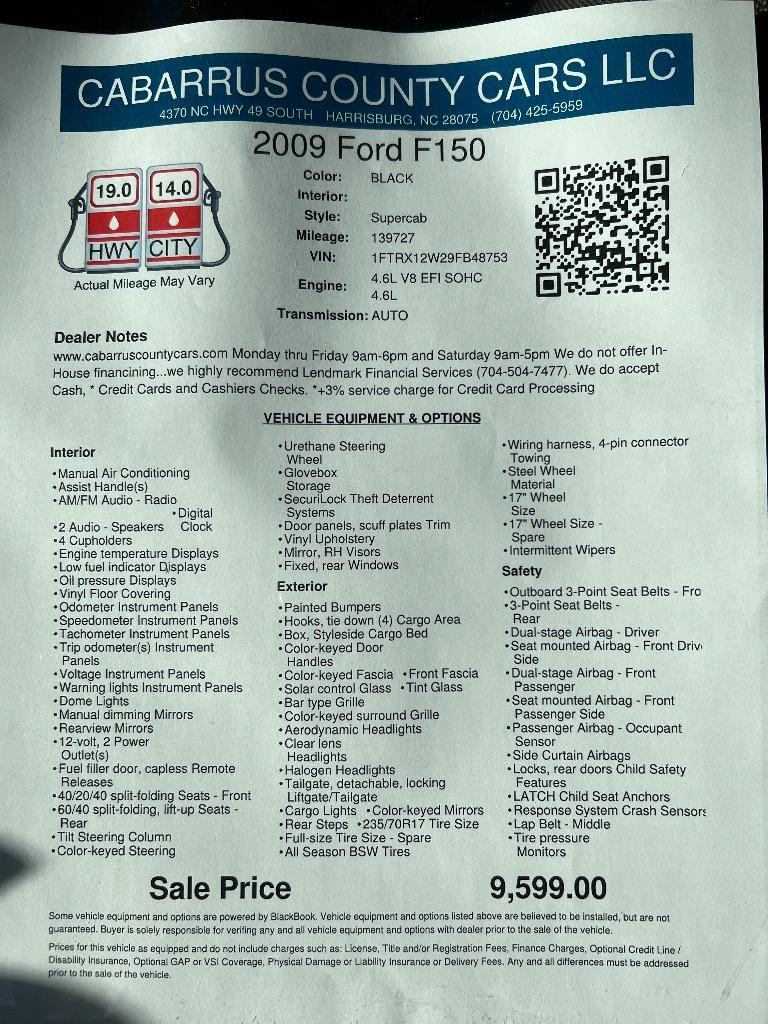 CABARRUS COUNTY CARS LLC
4370 NC HWY 49 SOUTH HARRISBURG, NC 28075 (704) 425-5959
2009 Ford F150
19.0 14.0
HWY CITY
Actual Mileage May Vary
Color: BLACK
Interior:
Style: Supercab
Mileage: 139727
VIN: 1FTRX12W29FB48753
Engine: 4.6L V8 EFI SOHC
4.6L
Transmission: AUTO
Dealer Notes
www.cabarruscountycars.com Monday thru Friday 9am-6pm and Saturday 9am-5pm We do not offer In-
House financining...we highly recommend Lendmark Financial Services (704-504-7477). We do accept
Cash, * Credit Cards and Cashiers Checks. *+3% service charge for Credit Card Processing
VEHICLE EQUIPMENT & OPTIONS
Interior
•Manual Air Conditioning
•Assist Handle(s)
•AM/FM Audio - Radio
•Digital
•2 Audio - Speakers Clock
•4 Cupholders
•Engine temperature Displays
•Low fuel indicator Displays
•Oil pressure Displays
•Vinyl Floor Covering
•Odometer Instrument Panels
•Speedometer Instrument Panels
•Tachometer Instrument Panels
•Trip odometer(s) Instrument
Panels
•Voltage Instrument Panels
•Warning lights Instrument Panels
•Dome Lights
•Manual dimming Mirrors
•Rearview Mirrors
•12-volt, 2 Power
Outlet(s)
•Fuel filler door, capless Remote
Releases
•40/20/40 split-folding Seats - Front
•60/40 split-folding, lift-up Seats -
Rear
•Tilt Steering Column
•Color-keyed Steering
•Urethane Steering
Wheel
•Glovebox
Storage
•SecuriLock Theft Deterrent
Systems
•Door panels, scuff plates Trim
•Vinyl Upholstery
•Mirror, RH Visors
•Fixed, rear Windows
Exterior
•Painted Bumpers
•Hooks, tie down (4) Cargo Area
•Box, Styleside Cargo Bed
•Color-keyed Door
Handles
•Color-keyed Fascia •Front Fascia
•Solar control Glass •Tint Glass
•Bar type Grille
•Color-keyed surround Grille
•Aerodynamic Headlights
•Clear lens
Headlights
•Halogen Headlights
•Tailgate, detachable, locking
Liftgate/Tailgate
•Cargo Lights •Color-keyed Mirrors
•Rear Steps •235/70R17 Tire Size
•Full-size Tire Size - Spare
•All Season BSW Tires
•Wiring harness, 4-pin connector
Towing
•Steel Wheel
Material
•17" Wheel
Size
•17" Wheel Size -
Spare
•Intermittent Wipers
Safety
•Outboard 3-Point Seat Belts - Fro
•3-Point Seat Belts -
Rear
•Dual-stage Airbag - Driver
•Seat mounted Airbag - Front Driv
Side
•Dual-stage Airbag - Front
Passenger
•Seat mounted Airbag - Front
Passenger Side
•Passenger Airbag - Occupant
Sensor
•Side Curtain Airbags
•Locks, rear doors Child Safety
Features
•LATCH Child Seat Anchors
•Response System Crash Sensors
•Lap Belt - Middle
•Tire pressure
Monitors
Sale Price 9,599.00
Some vehicle equipment and options are powered by BlackBook. Vehicle equipment and options listed above are believed to be installed, but are not
guaranteed. Buyer is solely responsible for verifing any and all vehicle equipment and options with dealer prior to the sale of the vehicle.
Prices for this vehicle as equipped and do not include charges such as: License, Title and/or Registration Fees, Finance Charges, Optional Credit Line /
Disability Insurance, Optional GAP or VSI Coverage, Physical Damage or Liability Insurance or Delivery Fees. Any and all differences must be addressed
prior to the sale of the vehicle.